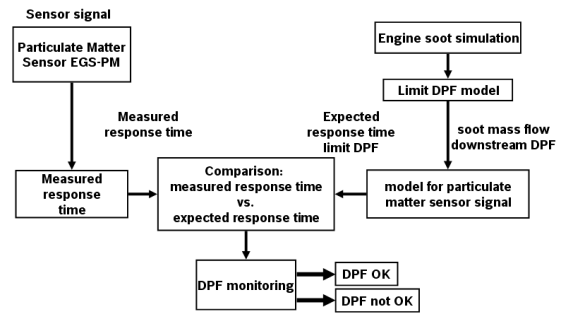 Sensor signal
Particulate Matter
Sensor EGS-PM
Engine soot simulation
Limit DPF model
Measured
response time
Expected
response time
limit DPF
soot mass flow
downstream DPF
Measured
response
time
Comparison:
measured response time
vs.
expected response time
model for particulate
matter sensor signal
DPF monitoring
DPF OK
DPF not OK